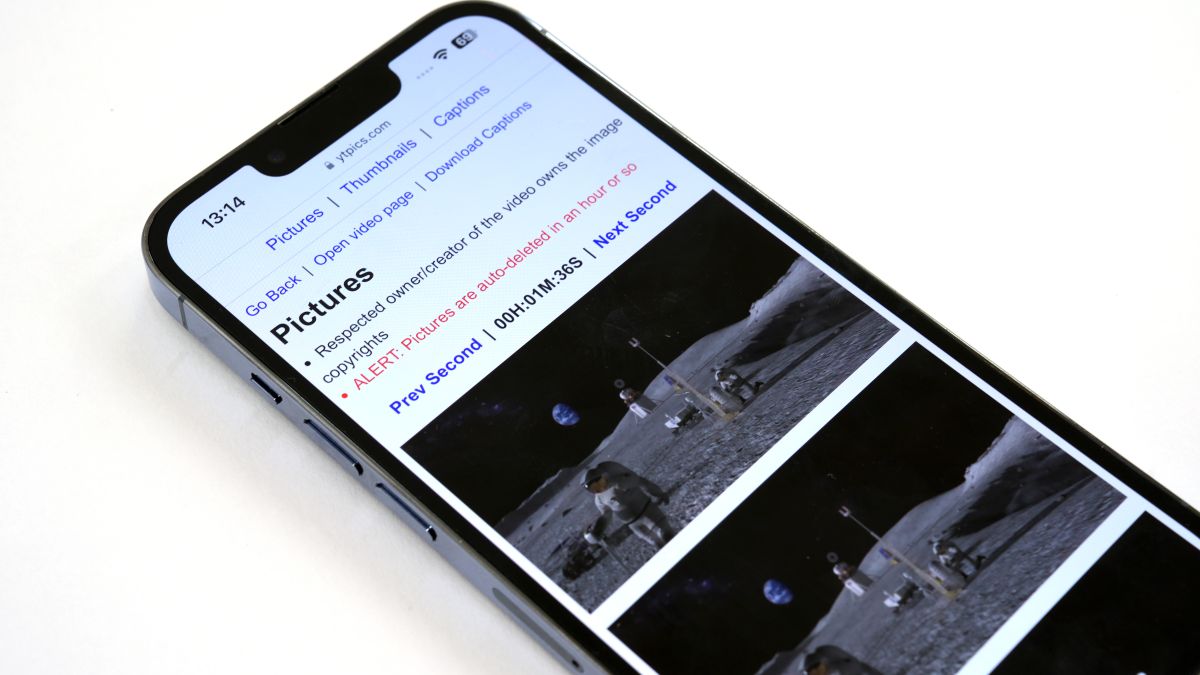 13:14
69
ytpics.com
Pictures | Thumbnails | Captions
Go Back | Open video page | Download Captions
Pictures
• Respected owner/creator of the video owns the image
copyrights
• ALERT: Pictures are auto-deleted in an hour or so
Prev Second | 00H:01M:36S | Next Second